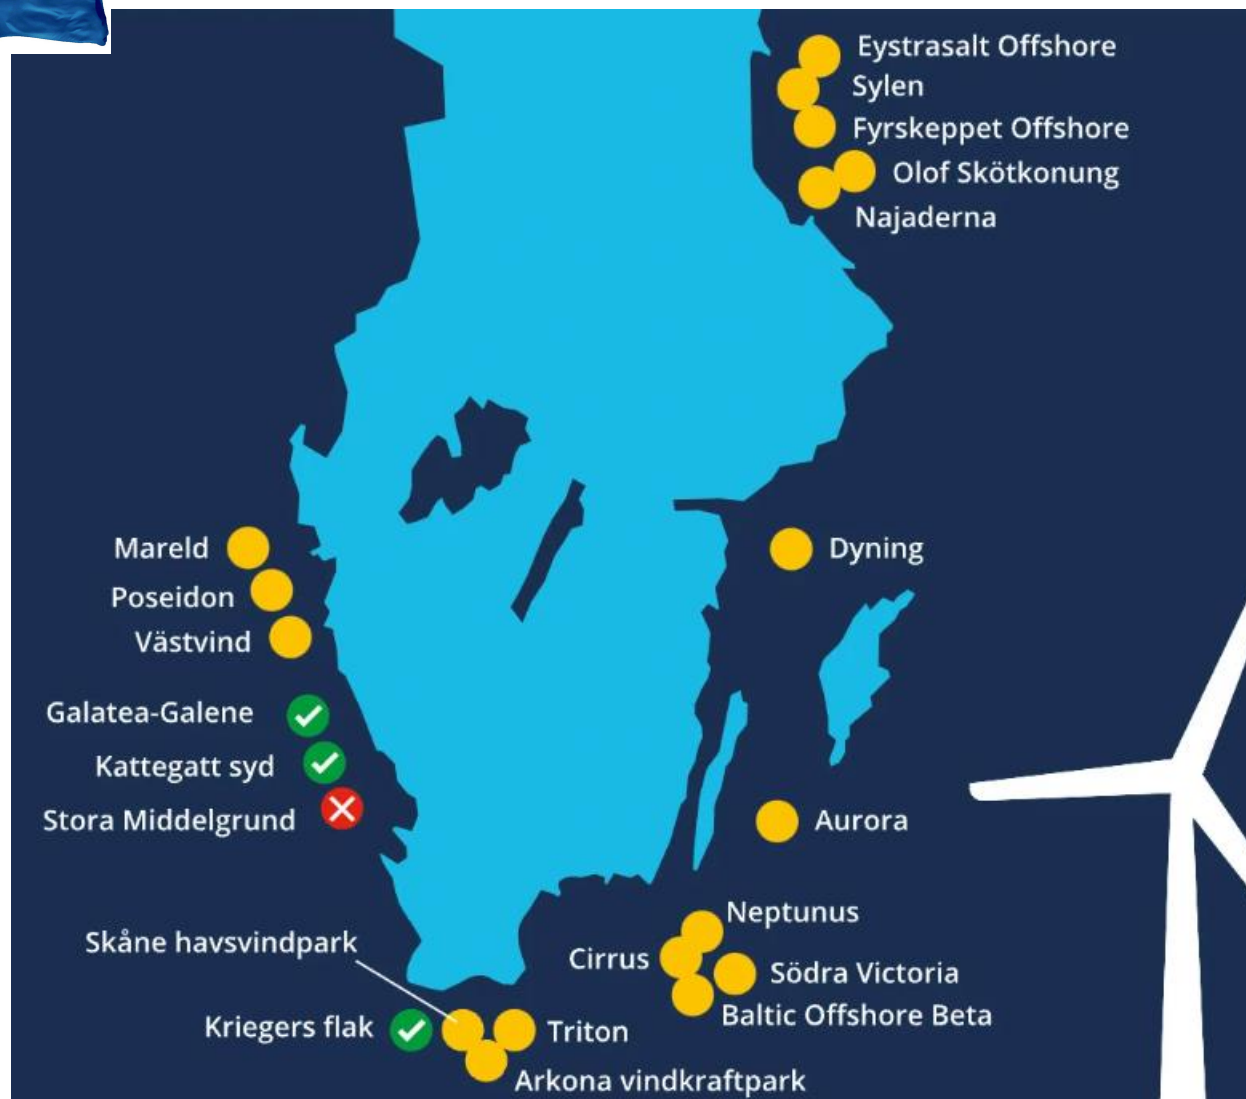 Eystrasalt Offshore
Sylen
Fyrskeppet Offshore
Olof Skötkonung
Najaderna
Mareld
Dyning
Poseidon
Västvind
Galatea-Galene
Kattegatt syd
Stora Middelgrund
Aurora
Neptunus
Skåne havsvindpark
Cirrus
Södra Victoria
Baltic Offshore Beta
Kriegers flak
Triton
Arkona vindkraftpark